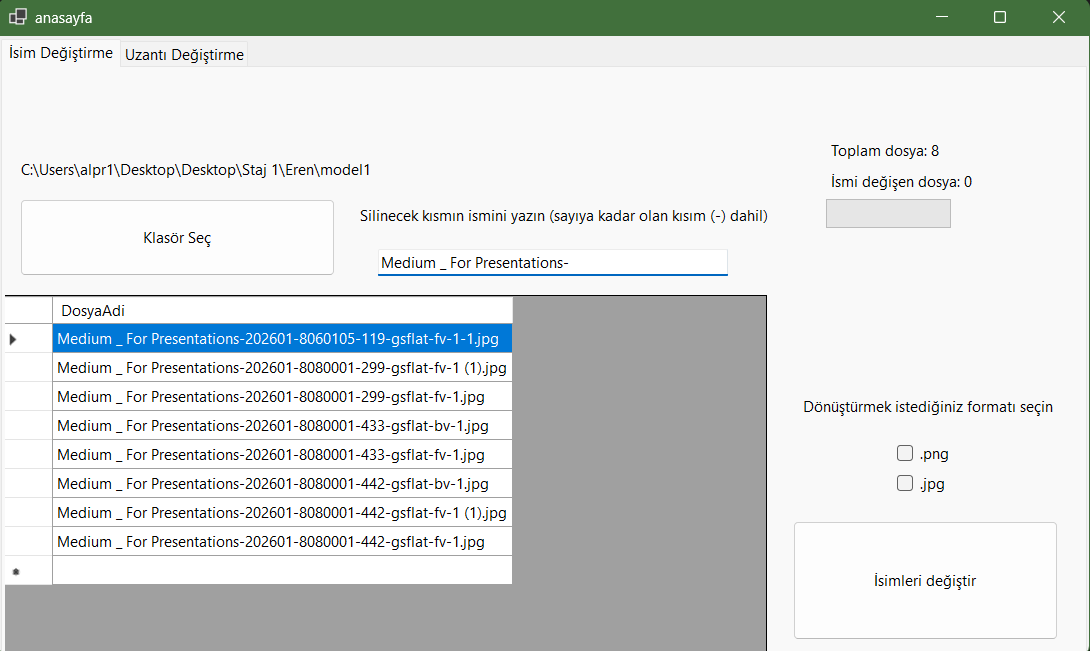 anasayfa
İsim Değiştirme
Uzantı Değiştirme
Toplam dosya: 8
C:\Users\alpr1\Desktop\Desktop\Staj 1\Eren\model1
İsmi değişen dosya: 0
Silinecek kısmın ismini yazın (sayıya kadar olan kısım (-) dahil)
Klasör Seç
Medium _ For Presentations-
DosyaAdi
Medium _ For Presentations-202601-8060105-119-gsflat-fv-1-1.jpg
Medium _ For Presentations-202601-8080001-299-gsflat-fv-1 (1).jpg
Medium _ For Presentations-202601-8080001-299-gsflat-fv-1.jpg
Medium _ For Presentations-202601-8080001-433-gsflat-bv-1.jpg
Medium _ For Presentations-202601-8080001-433-gsflat-fv-1.jpg
Medium _ For Presentations-202601-8080001-442-gsflat-bv-1.jpg
Medium _ For Presentations-202601-8080001-442-gsflat-fv-1 (1).jpg
Medium _ For Presentations-202601-8080001-442-gsflat-fv-1.jpg
Dönüştürmek istediğiniz formatı seçin
.png
.jpg
İsimleri değiştir